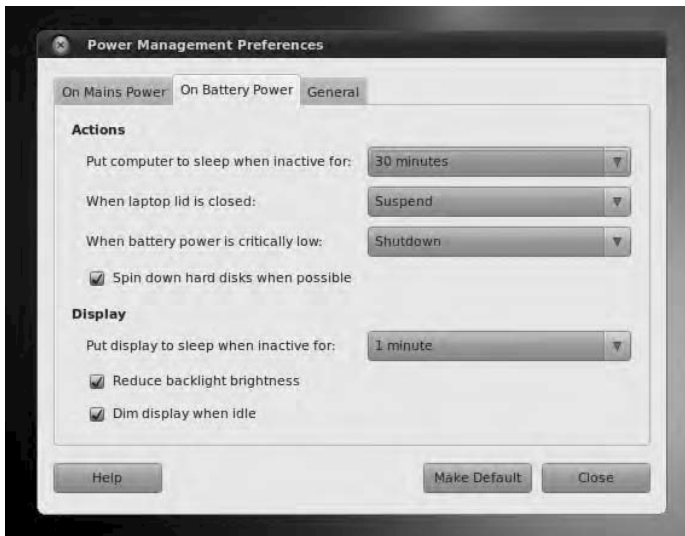 Power Management Preferences
On Mains Power On Battery Power General
Actions
Put computer to sleep when inactive for: 30 minutes
When laptop lid is closed: Suspend
When battery power is critically low: Shutdown
Spin down hard disks when possible
Display
Put display to sleep when inactive for: 1 minute
Reduce backlight brightness
Dim display when idle
Help Make Default Close